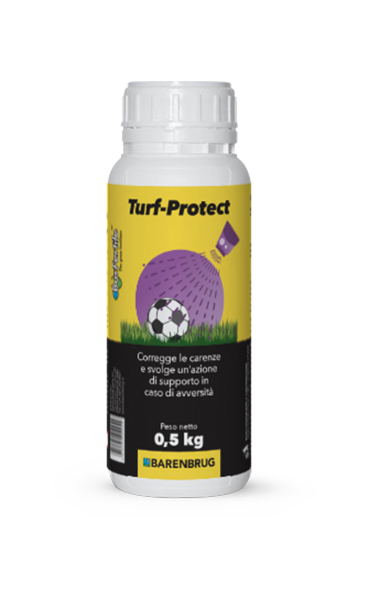 Turf-Protect
Corregge le carenze
e svolge un'azione
di supporto in
caso di avversità
Peso netto
0,5 kg
BARENBRUG